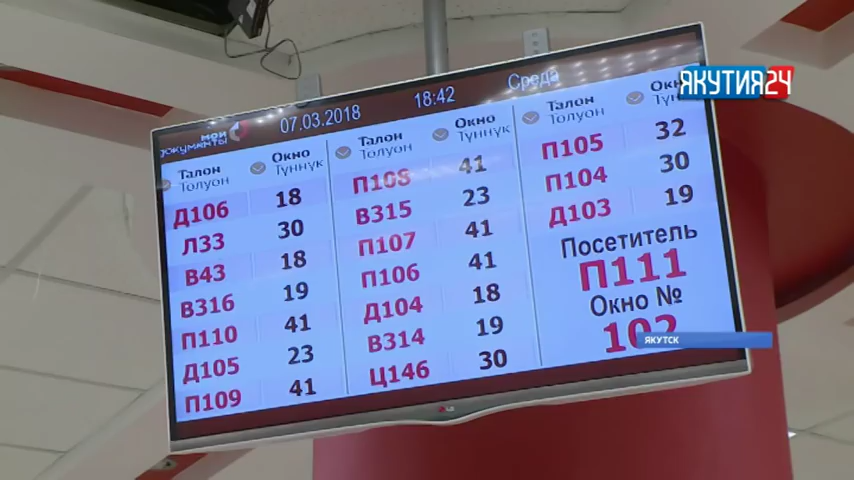 ЯКУТИЯ24
мои документы 07.03.2018 18:42 Среда
Талон Окно
Толуон Түннүк
Д106 18
Л33 30
В43 18
В316 19
П110 41
Д105 23
П109 41
Талон Окно
Толуон Түннүк
П108 41
В315 23
П107 41
П106 41
Д104 18
В314 19
Ц146 30
Талон
Толуон
П105 32
П104 30
Д103 19
Посетитель
П111
Окно №
102
ЯКУТСК
LG